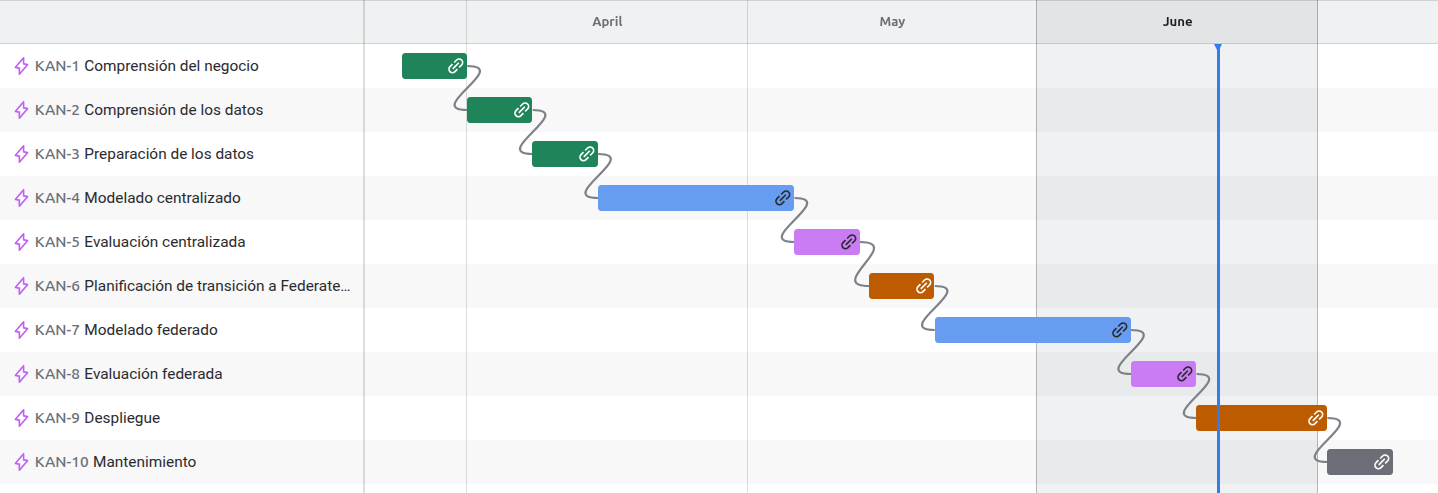 April May June
KAN-1 Comprensión del negocio
KAN-2 Comprensión de los datos
KAN-3 Preparación de los datos
KAN-4 Modelado centralizado
KAN-5 Evaluación centralizada
KAN-6 Planificación de transición a Federate...
KAN-7 Modelado federado
KAN-8 Evaluación federada
KAN-9 Despliegue
KAN-10 Mantenimiento